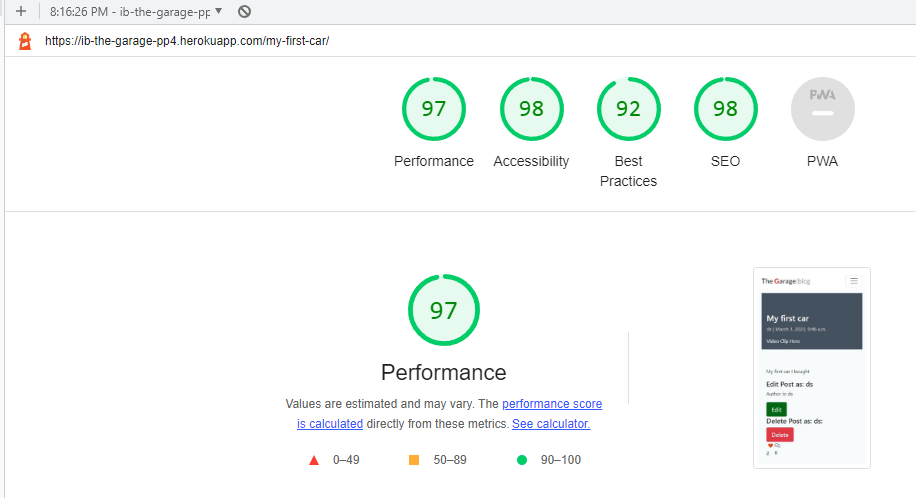 8:16:26 PM - ib-the-garage-pp
https://ib-the-garage-pp4.herokuapp.com/my-first-car/
97 98 92 98 PWA
Performance Accessibility Best Practices SEO PWA
97
Performance
Values are estimated and may vary. The performance score
is calculated directly from these metrics. See calculator.
0–49 50–89 90–100
The Garage|blog
My first car
ds | March 1, 2023, 9:46 a.m.
Video Clip Here
My first car I bought
Edit Post as: ds
Author is: ds
Edit
Delete Post as: ds:
Delete
2 0